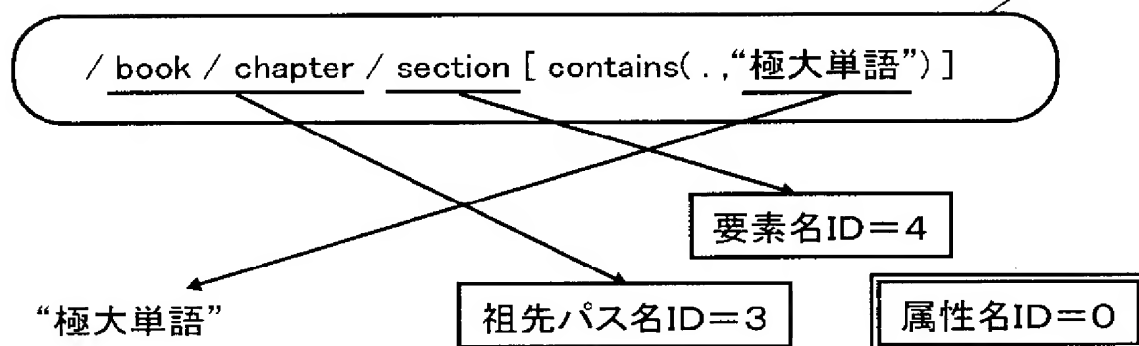 / book / chapter / section [ contains( . ,“極大単語”) ]
要素名ID=4
“極大単語”
祖先パス名ID=3
属性名ID=0